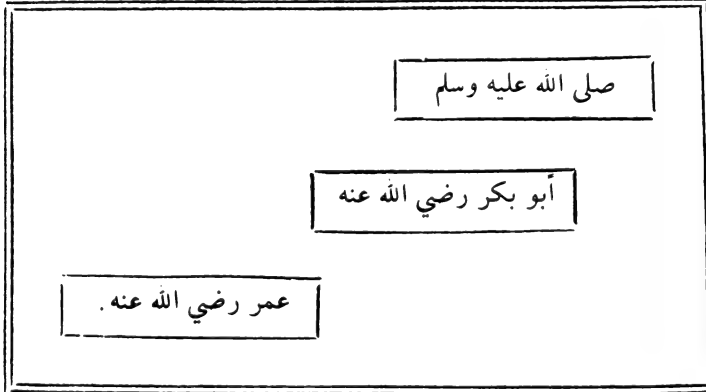 صلى الله عليه وسلم
أبو بكر رضي الله عنه
عمر رضي الله عنه .